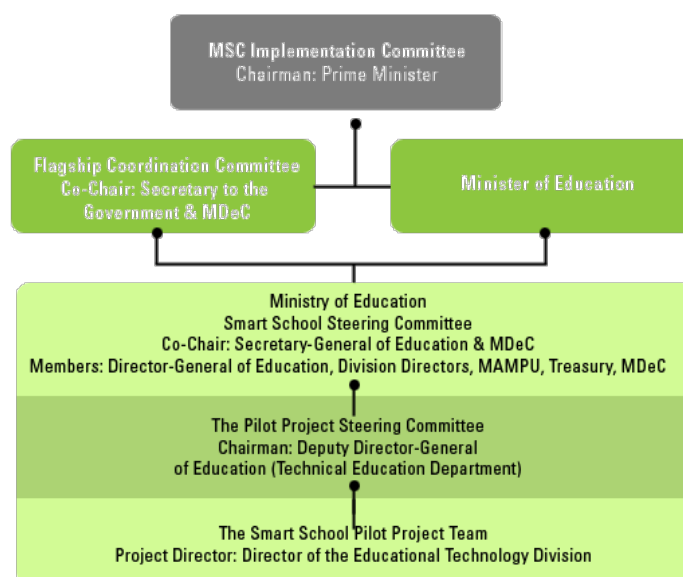 MSC Implementation Committee
Chairman: Prime Minister
Flagship Coordination Committee
Co-Chair: Secretary to the
Government & MDeC
Minister of Education
Ministry of Education
Smart School Steering Committee
Co-Chair: Secretary-General of Education & MDeC
Members: Director-General of Education, Division Directors, MAMPU, Treasury, MDeC
The Pilot Project Steering Committee
Chairman: Deputy Director-General
of Education (Technical Education Department)
The Smart School Pilot Project Team
Project Director: Director of the Educational Technology Division